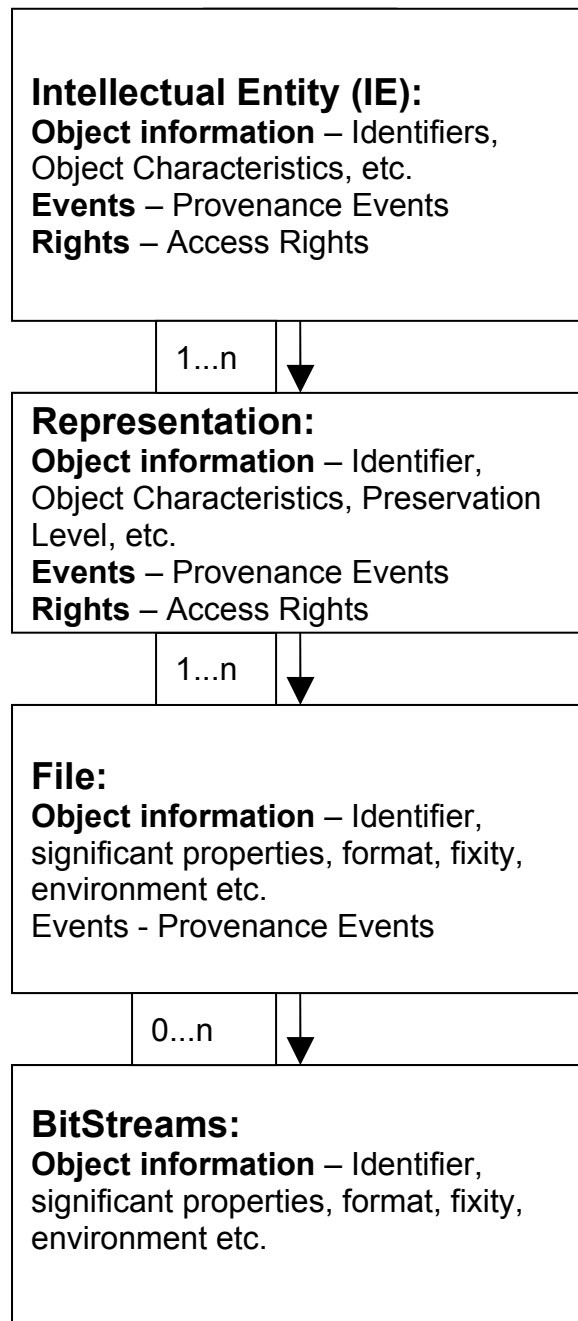 Intellectual Entity (IE):
Object information – Identifiers,
Object Characteristics, etc.
Events – Provenance Events
Rights – Access Rights
1...n
Representation:
Object information – Identifier,
Object Characteristics, Preservation
Level, etc.
Events – Provenance Events
Rights – Access Rights
1...n
File:
Object information – Identifier,
significant properties, format, fixity,
environment etc.
Events - Provenance Events
0...n
BitStreams:
Object information – Identifier,
significant properties, format, fixity,
environment etc.